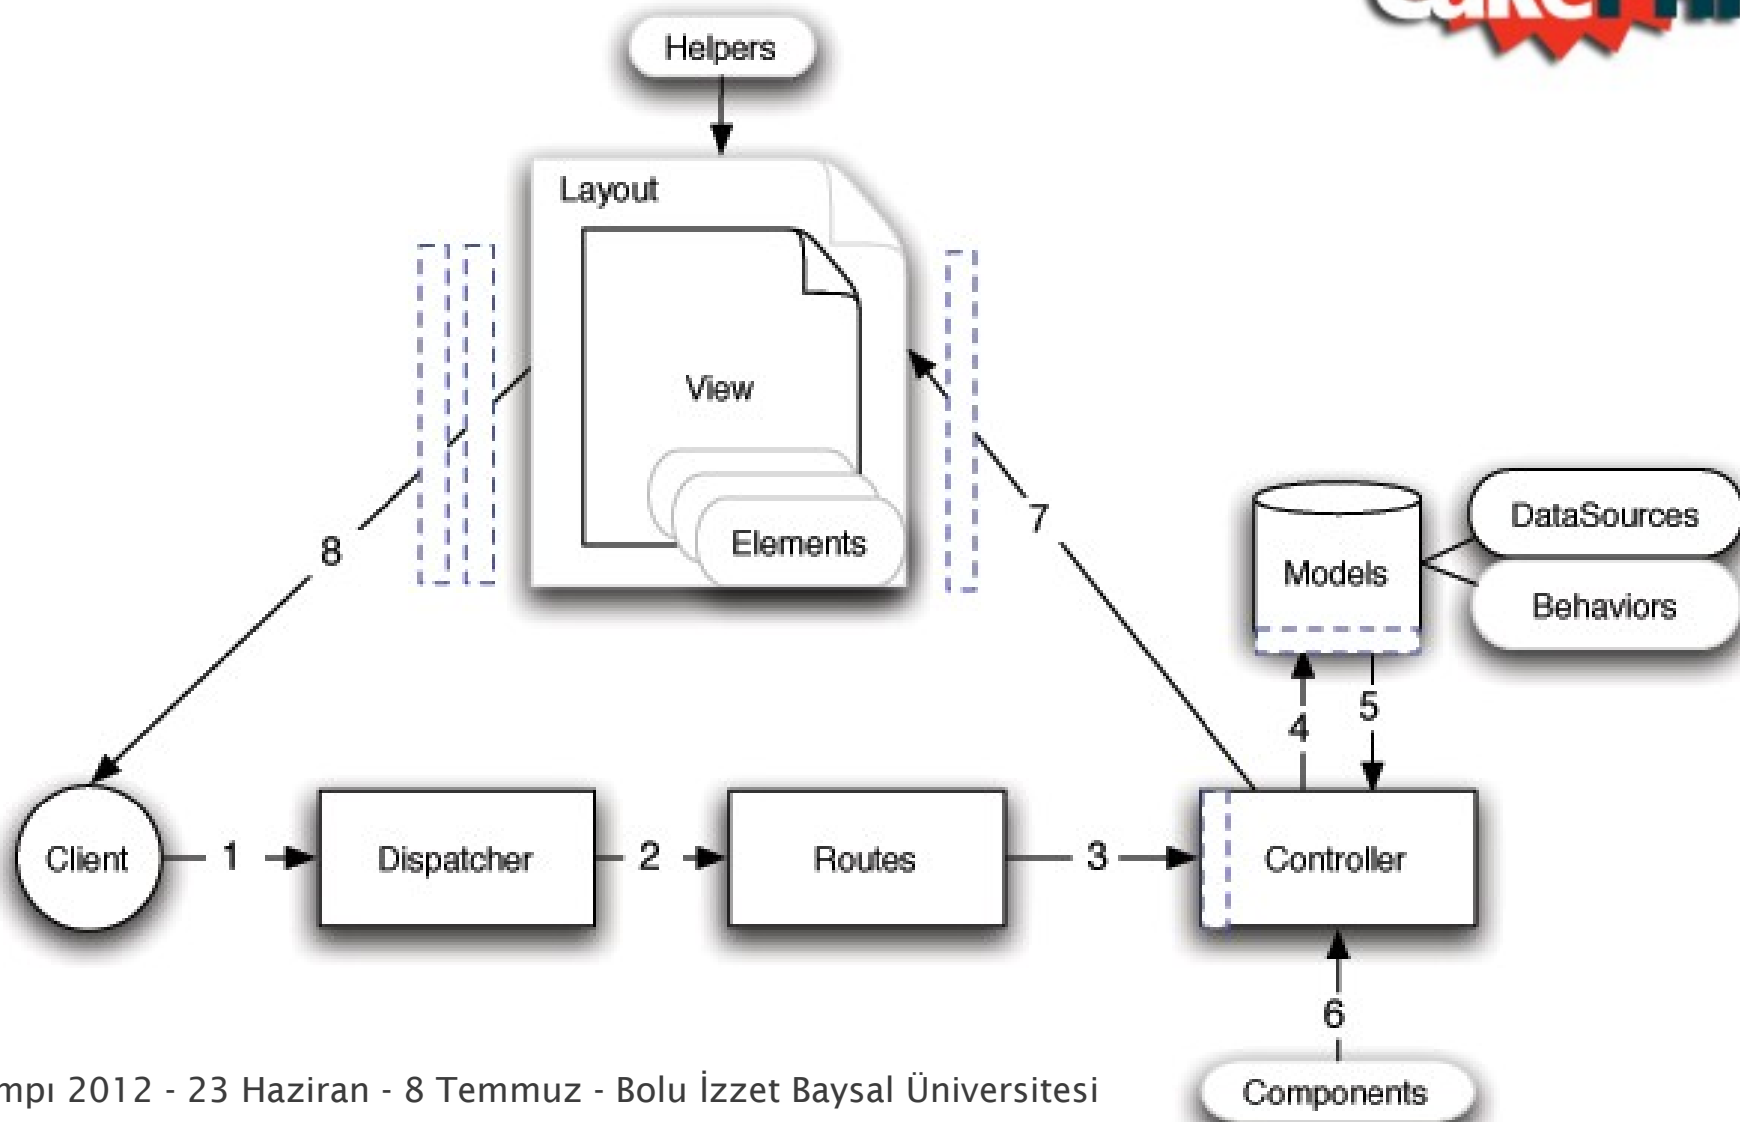 Helpers
Layout
View
Elements
7
8
DataSources
Models
Behaviors
4
5
Client
1
Dispatcher
2
Routes
3
Controller
6
Components
2012 - 23 Haziran - 8 Temmuz - Bolu İzzet Baysal Üniversitesi